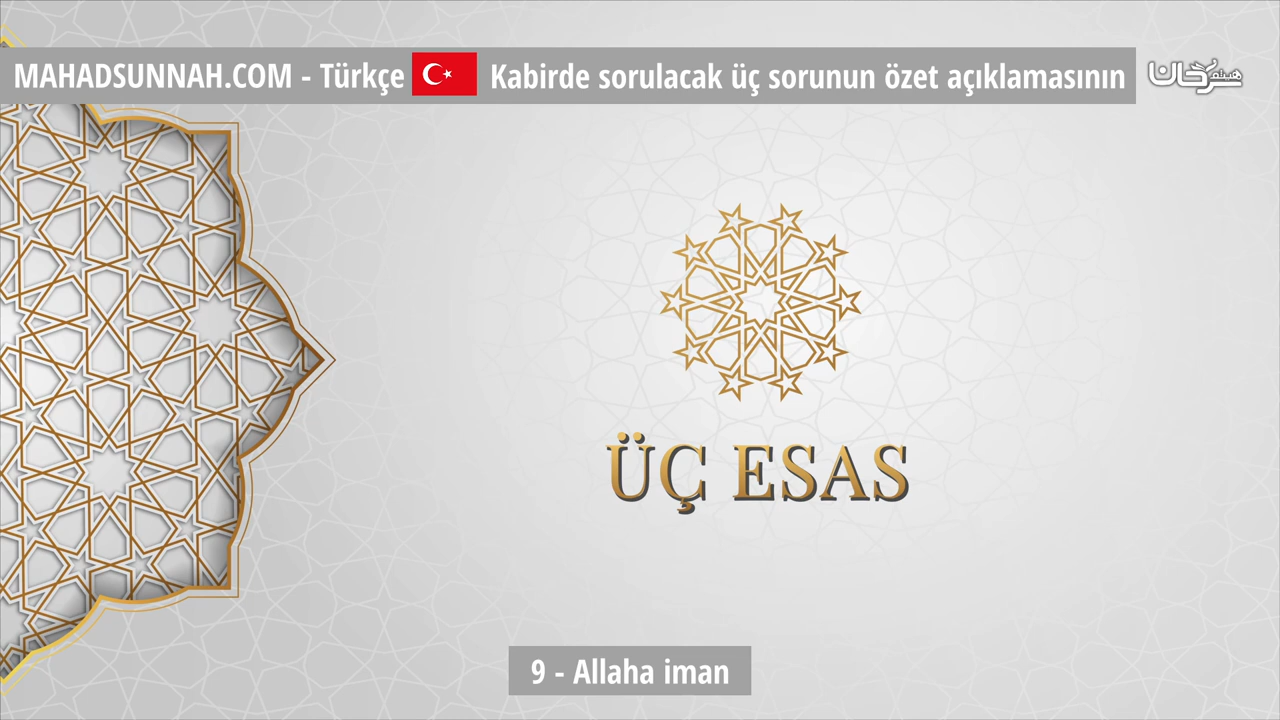 MAHADSUNNAH.COM - Türkçe Kabirde sorulacak üç sorunun özet açıklamasının
ÜÇ ESAS
9 - Allaha iman